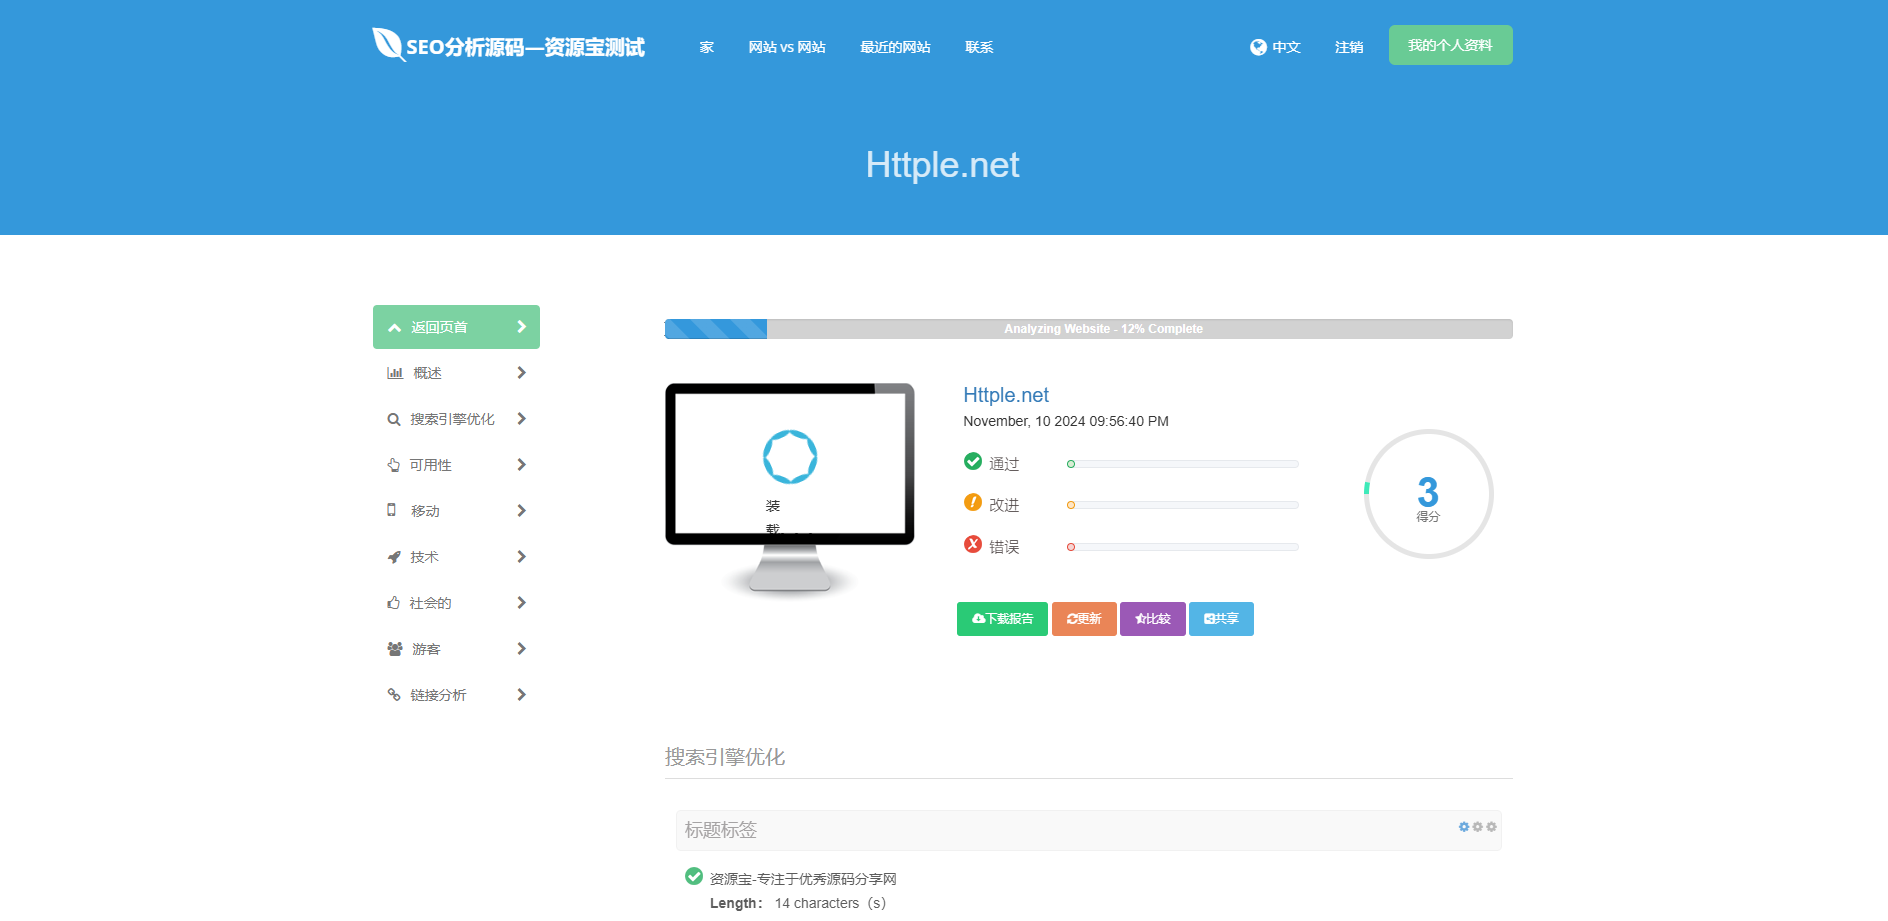 SEO分析源码—资源宝测试
家
网站 vs 网站
最近的网站
联系
中文
注销
我的个人资料
Httple.net
返回页首
概述
搜索引擎优化
可用性
移动
技术
社会的
游客
链接分析
Analyzing Website - 12% Complete
装
载...
Httple.net
November, 10 2024 09:56:40 PM
通过
改进
错误
3
得分
下载报告
更新
比较
共享
搜索引擎优化
标题标签
资源宝-专注于优秀源码分享网
Length： 14 characters（s）